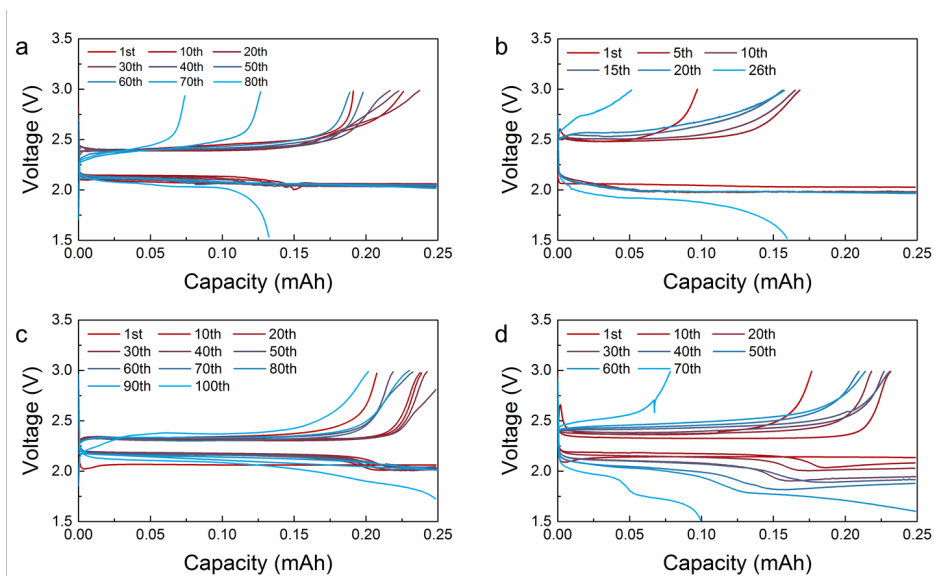 a
3.5
1st 10th 20th
30th 40th 50th
60th 70th 80th
3.0
2.5
2.0
1.5
Voltage (V)
0.00 0.05 0.10 0.15 0.20 0.25
Capacity (mAh)
b
3.5
1st 5th 10th
15th 20th 26th
3.0
2.5
2.0
1.5
Voltage (V)
0.00 0.05 0.10 0.15 0.20 0.25
Capacity (mAh)
c
3.5
1st 10th 20th
30th 40th 50th
60th 70th 80th
90th 100th
3.0
2.5
2.0
1.5
Voltage (V)
0.00 0.05 0.10 0.15 0.20 0.25
Capacity (mAh)
d
3.5
1st 10th 20th
30th 40th 50th
60th 70th
3.0
2.5
2.0
1.5
Voltage (V)
0.00 0.05 0.10 0.15 0.20 0.25
Capacity (mAh)